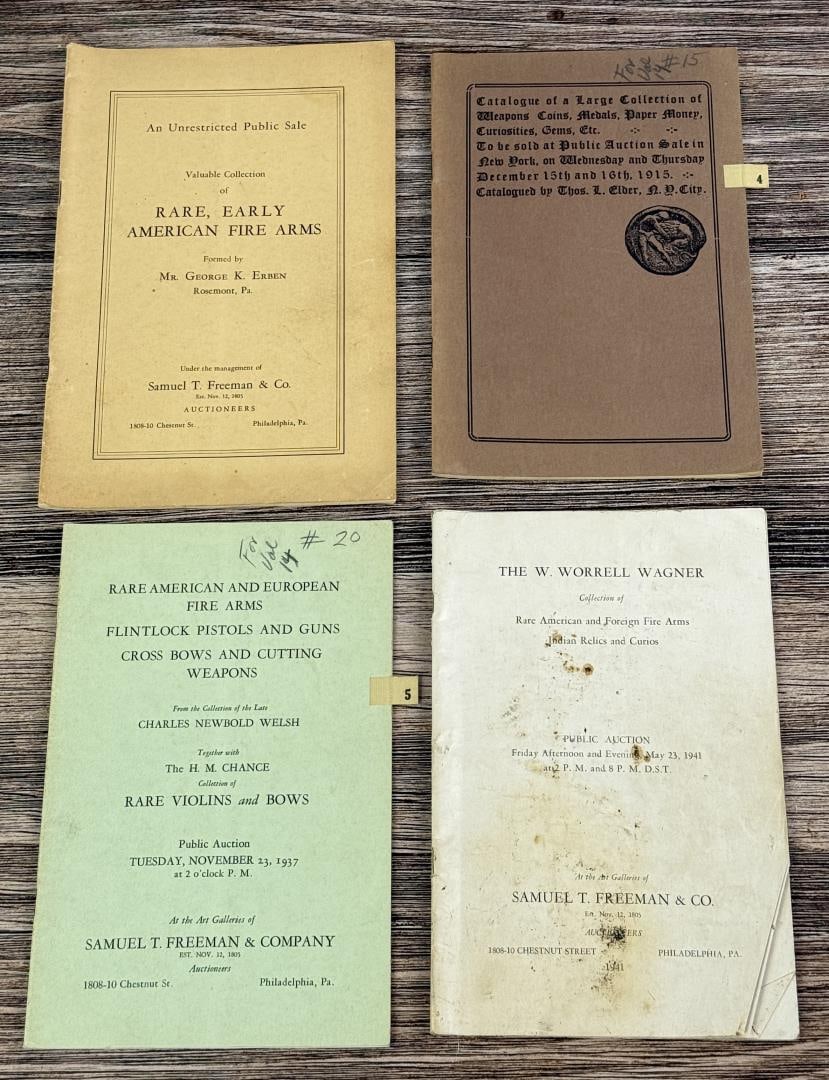 An Unrestricted Public Sale
Valuable Collection
of
RARE, EARLY
AMERICAN FIRE ARMS
Formed by
MR. GEORGE K. ERBEN
Rosemont, Pa.
Under the management of
Samuel T. Freeman & Co.
Est. Nov. 12, 1805
AUCTIONEERS
1808-10 Chestnut St. Philadelphia, Pa.
For Vol 14 #15
Catalogue of a Large Collection of
Weapons Coins, Medals, Paper Money,
Curiosities, Gems, Etc. -:- -:-
To be sold at Public Auction Sale in
New York, on Wednesday and Thursday
December 15th and 16th, 1915. -:-
Catalogued by Thos. L. Elder, N. Y. City.
4
For Vol 14 # 20
RARE AMERICAN AND EUROPEAN
FIRE ARMS
FLINTLOCK PISTOLS AND GUNS
CROSS BOWS AND CUTTING
WEAPONS
From the Collection of the Late
CHARLES NEWBOLD WELSH
Together with
The H. M. CHANCE
Collection of
RARE VIOLINS and BOWS
Public Auction
TUESDAY, NOVEMBER 23, 1937
at 2 o'clock P. M.
At the Art Galleries of
SAMUEL T. FREEMAN & COMPANY
EST. NOV. 12, 1805
Auctioneers
1808-10 Chestnut St. Philadelphia, Pa.
5
THE W. WORRELL WAGNER
Collection of
Rare American and Foreign Fire Arms
Indian Relics and Curios
PUBLIC AUCTION
Friday Afternoon and Evening, May 23, 1941
at 2 P. M. and 8 P. M. D.S.T.
At the Art Galleries of
SAMUEL T. FREEMAN & CO.
Est. Nov. 12, 1805
AUCTIONEERS
1808-10 CHESTNUT STREET PHILADELPHIA, PA.
1941